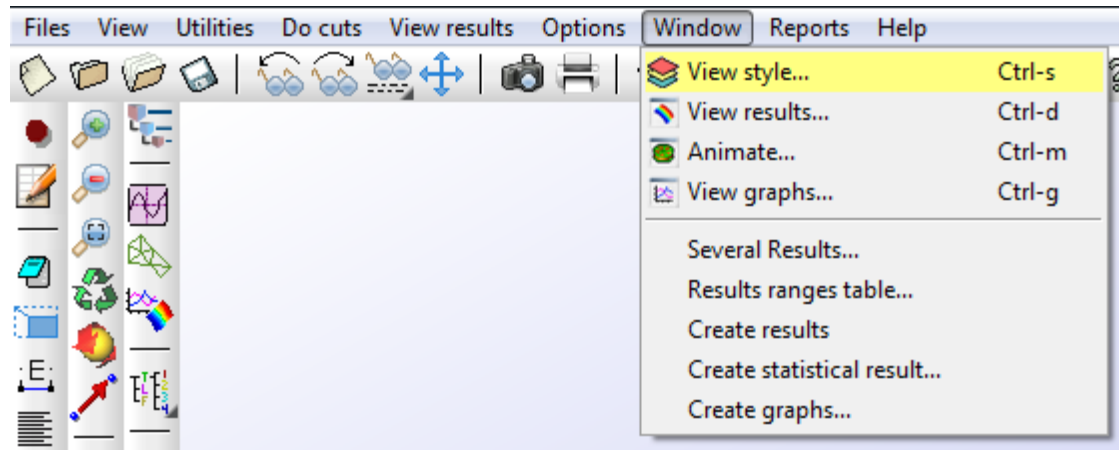 Files View Utilities Do cuts View results Options Window Reports Help
View style... Ctrl-s
View results... Ctrl-d
Animate... Ctrl-m
View graphs... Ctrl-g
Several Results...
Results ranges table...
Create results
Create statistical result...
Create graphs...
E